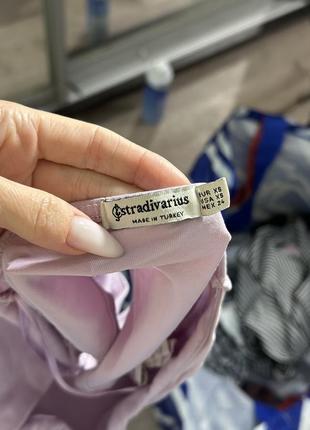 stradivarius
MADE IN TURKEY
EUR XS
USA XS
MEX 24